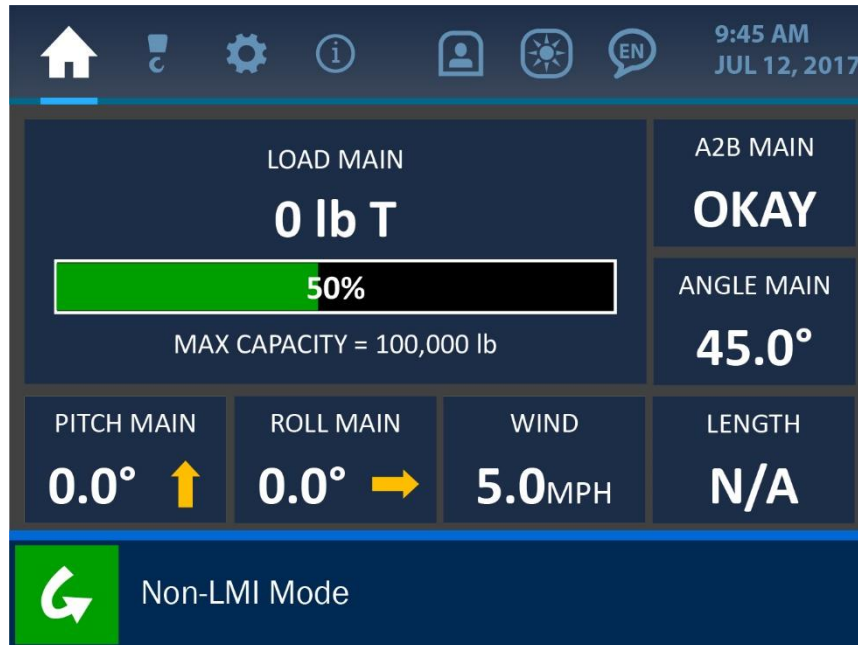 EN
9:45 AM
JUL 12, 2017
LOAD MAIN
0 lb T
50%
MAX CAPACITY = 100,000 lb
A2B MAIN
OKAY
ANGLE MAIN
45.0°
PITCH MAIN
0.0°
ROLL MAIN
0.0°
WIND
5.0MPH
LENGTH
N/A
Non-LMI Mode